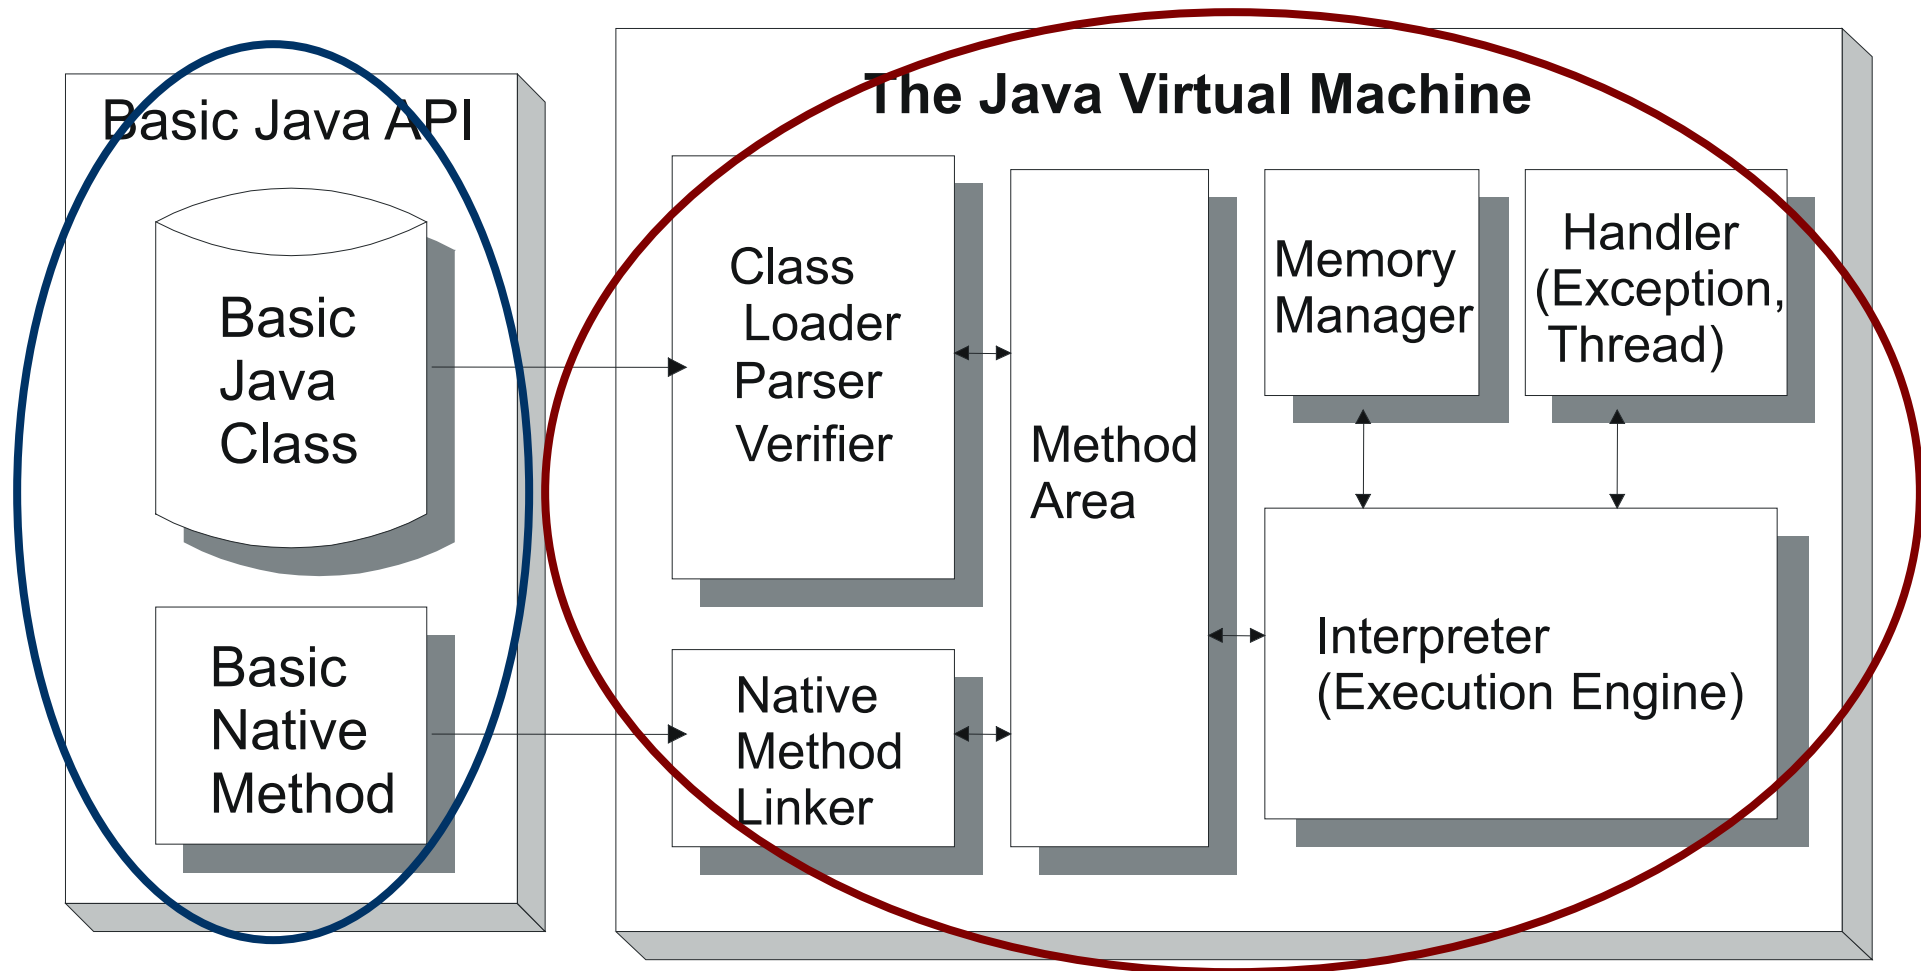 Basic Java API
Basic
Java
Class
Basic
Native
Method
The Java Virtual Machine
Class
Loader
Parser
Verifier
Native
Method
Linker
Method
Area
Memory
Manager
Handler
(Exception,
Thread)
Interpreter
(Execution Engine)